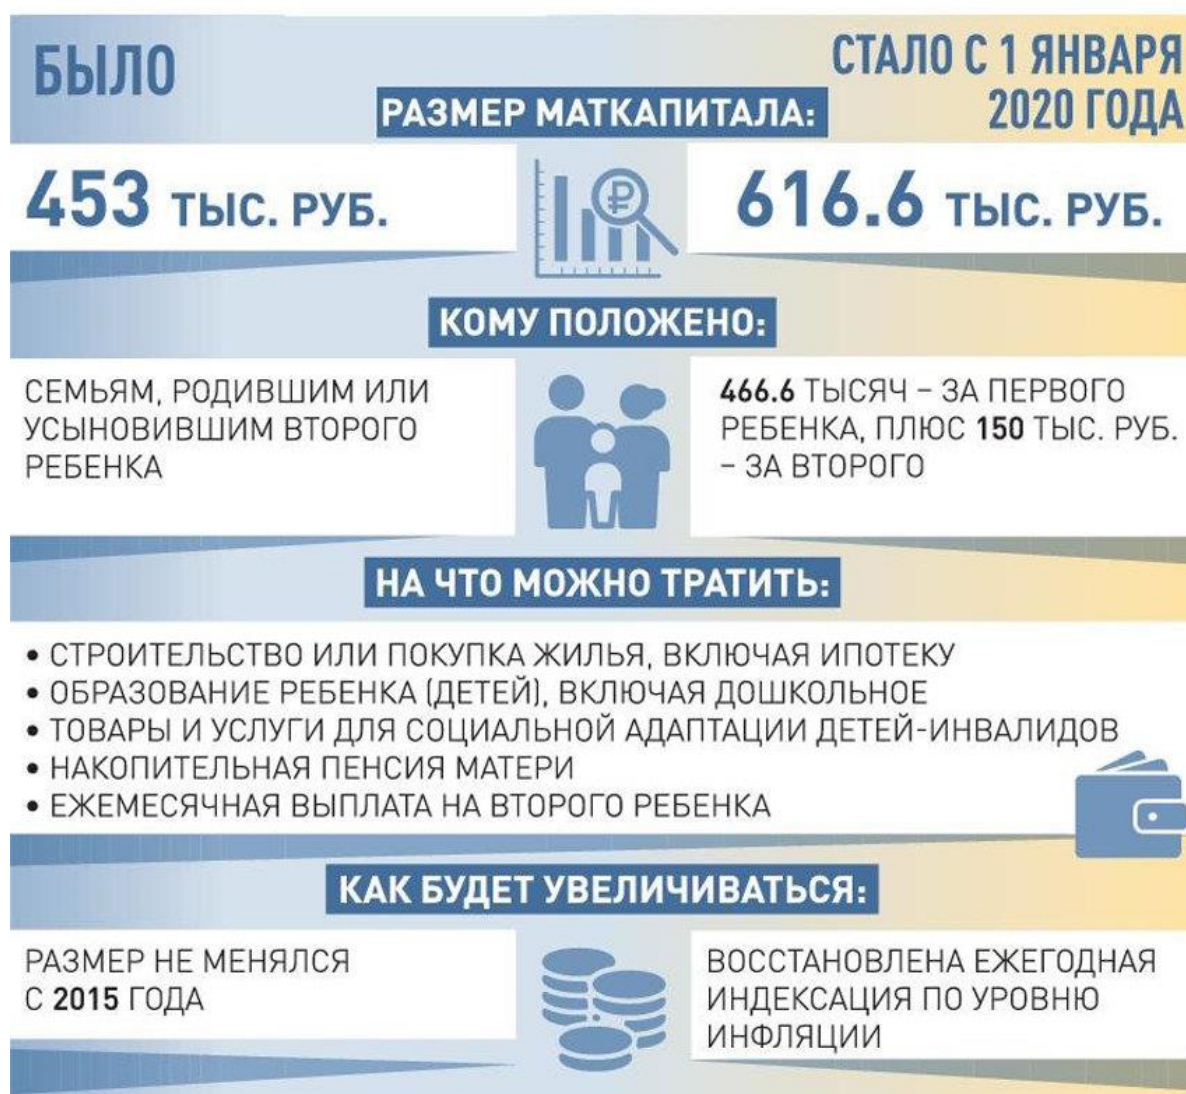 БЫЛО
СТАЛО С 1 ЯНВАРЯ
2020 ГОДА
РАЗМЕР МАТКАПИТАЛА:
453 ТЫС. РУБ.
616.6 ТЫС. РУБ.
КОМУ ПОЛОЖЕНО:
СЕМЬЯМ, РОДИВШИМ ИЛИ
УСЫНОВИВШИМ ВТОРОГО
РЕБЕНКА
466.6 ТЫСЯЧ – ЗА ПЕРВОГО
РЕБЕНКА, ПЛЮС 150 ТЫС. РУБ.
– ЗА ВТОРОГО
НА ЧТО МОЖНО ТРАТИТЬ:
• СТРОИТЕЛЬСТВО ИЛИ ПОКУПКА ЖИЛЬЯ, ВКЛЮЧАЯ ИПОТЕКУ
• ОБРАЗОВАНИЕ РЕБЕНКА (ДЕТЕЙ), ВКЛЮЧАЯ ДОШКОЛЬНОЕ
• ТОВАРЫ И УСЛУГИ ДЛЯ СОЦИАЛЬНОЙ АДАПТАЦИИ ДЕТЕЙ-ИНВАЛИДОВ
• НАКОПИТЕЛЬНАЯ ПЕНСИЯ МАТЕРИ
• ЕЖЕМЕСЯЧНАЯ ВЫПЛАТА НА ВТОРОГО РЕБЕНКА
КАК БУДЕТ УВЕЛИЧИВАТЬСЯ:
РАЗМЕР НЕ МЕНЯЛСЯ
С 2015 ГОДА
ВОССТАНОВЛЕНА ЕЖЕГОДНАЯ
ИНДЕКСАЦИЯ ПО УРОВНЮ
ИНФЛЯЦИИ